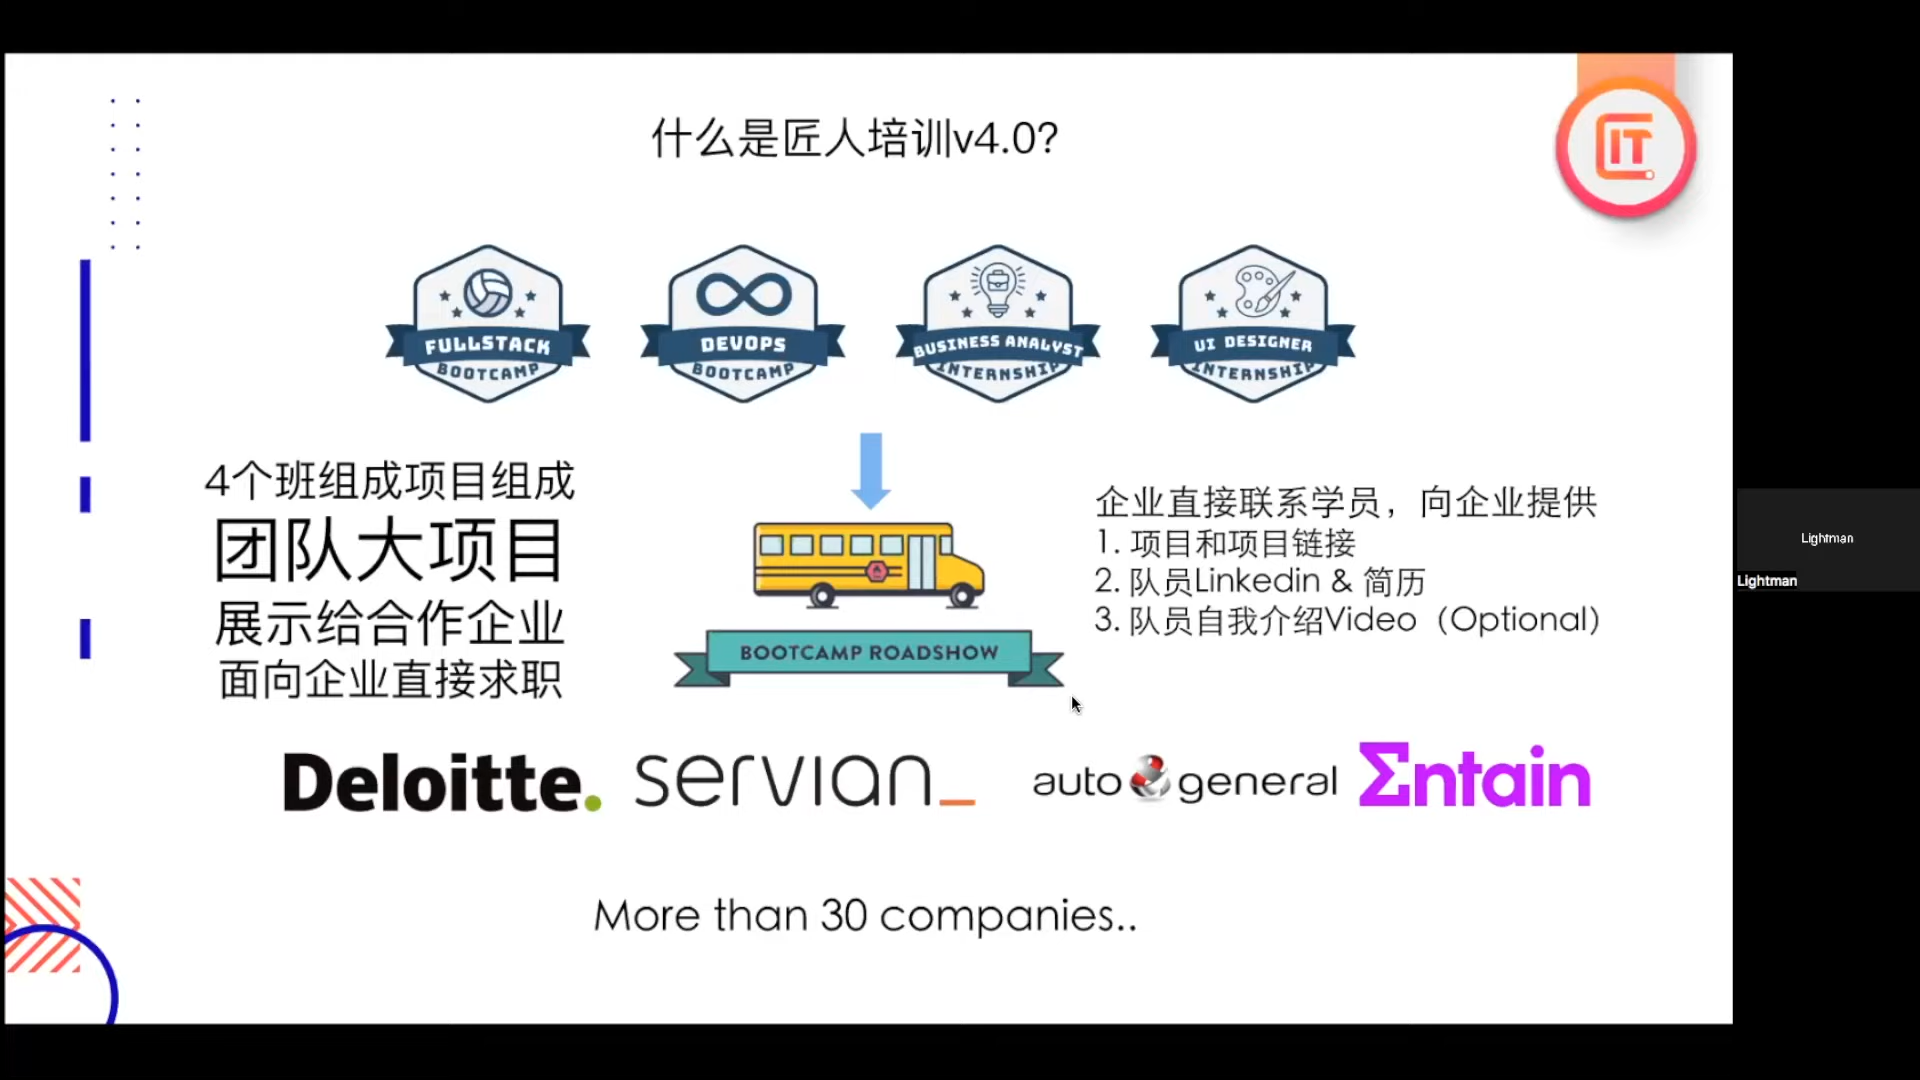 什么是匠人培训v4.0?
IT
FULLSTACK
BOOTCAMP
DEVOPS
BOOTCAMP
BUSINESS ANALYST
INTERNSHIP
UI DESIGNER
INTERNSHIP
4个班组成项目组成
团队大项目
展示给合作企业
面向企业直接求职
BOOTCAMP ROADSHOW
企业直接联系学员，向企业提供
1. 项目和项目链接
2. 队员Linkedin & 简历
3. 队员自我介绍Video（Optional）
Deloitte.
servian_
auto general
Entain
More than 30 companies..
Lightman
Lightman